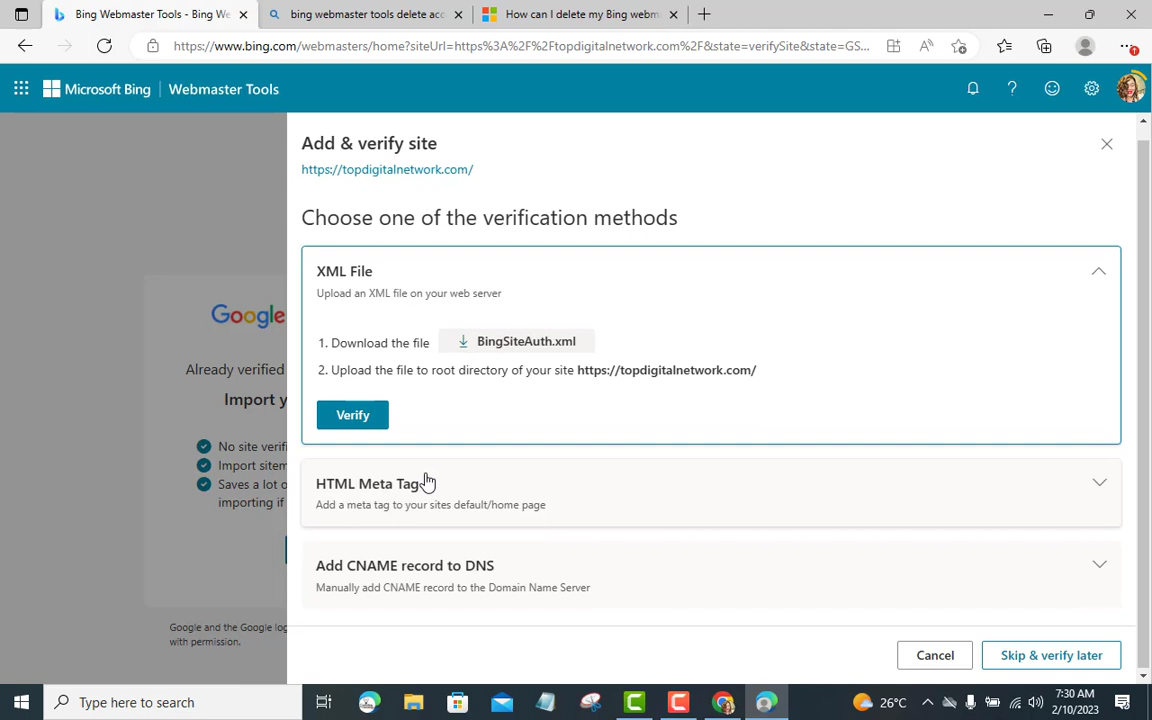 Bing Webmaster Tools - Bing We
bing webmaster tools delete acc
How can I delete my Bing webm
https://www.bing.com/webmasters/home?siteUrl=https%3A%2F%2Ftopdigitalnetwork.com%2F&state=verifySite&state=GS...
Microsoft Bing
Webmaster Tools
Add & verify site
https://topdigitalnetwork.com/
Choose one of the verification methods
XML File
Upload an XML file on your web server
1. Download the file
BingSiteAuth.xml
2. Upload the file to root directory of your site https://topdigitalnetwork.com/
Verify
HTML Meta Tag
Add a meta tag to your sites default/home page
Add CNAME record to DNS
Manually add CNAME record to the Domain Name Server
Cancel
Skip & verify later
Google
Already verified
Import y
No site verifi
Import sitem
Saves a lot o
importing if
Google and the Google log
with permission.
Type here to search
26°C
7:30 AM
2/10/2023